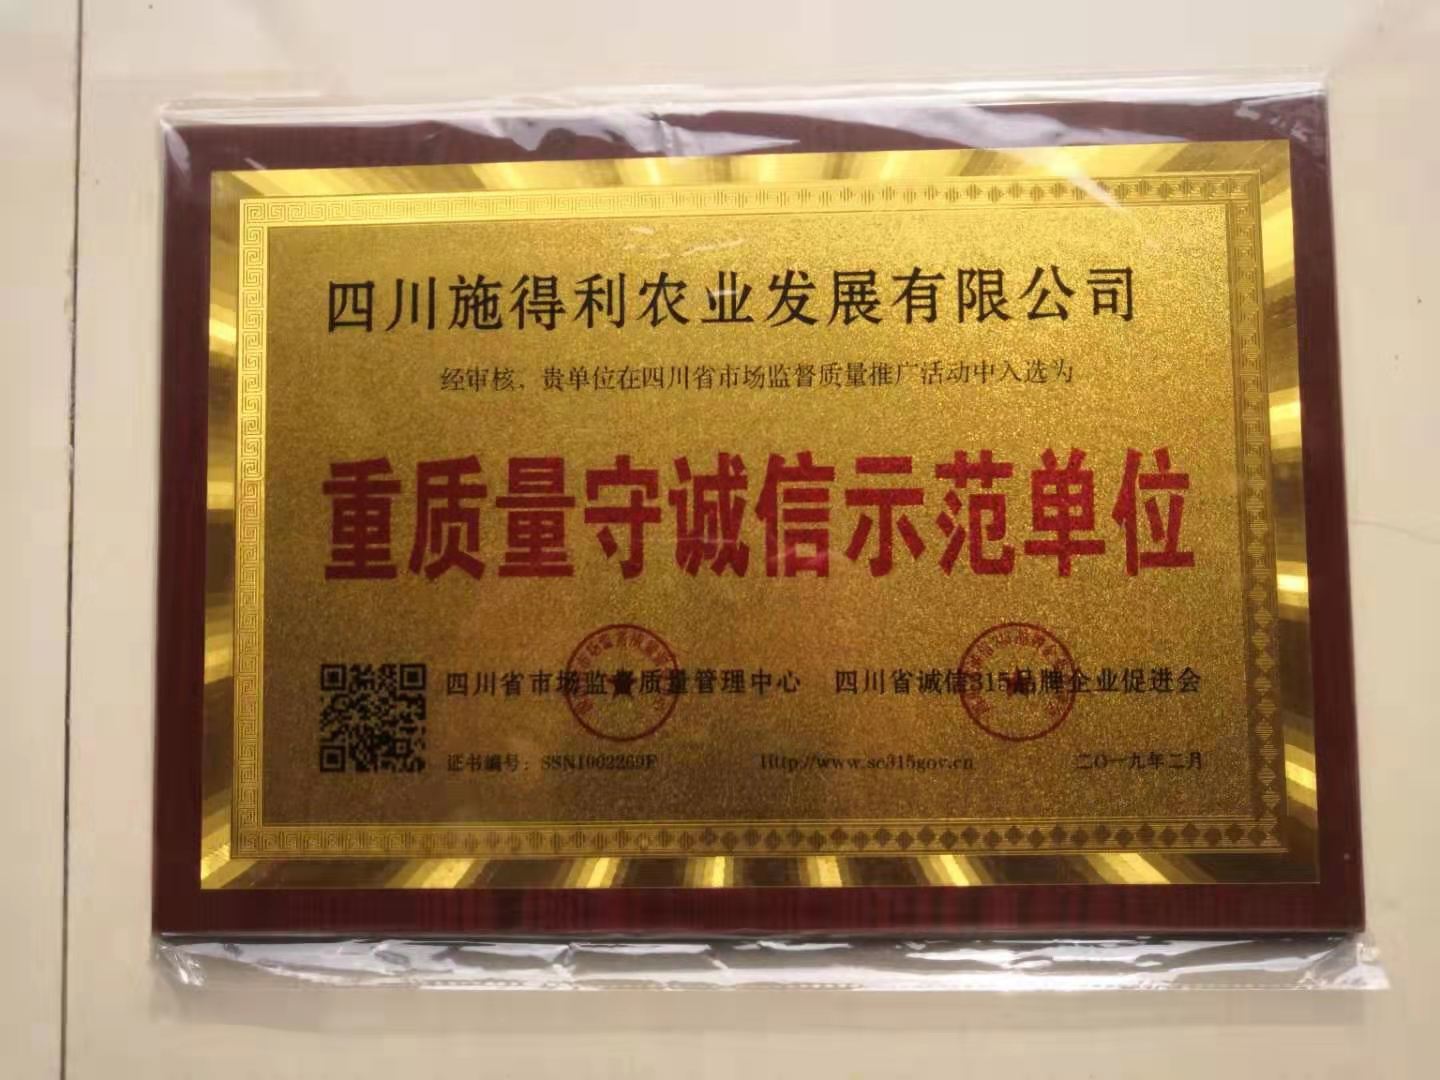 四川施得利农业发展有限公司
经审核，贵单位在四川省市场监督质量推广活动中入选为
重质量守诚信示范单位
四川省市场监督质量管理中心 四川省诚信315品牌企业促进会
证书编号：SSN1002269F Http://www.sc315gov.cn 二〇一九年二月